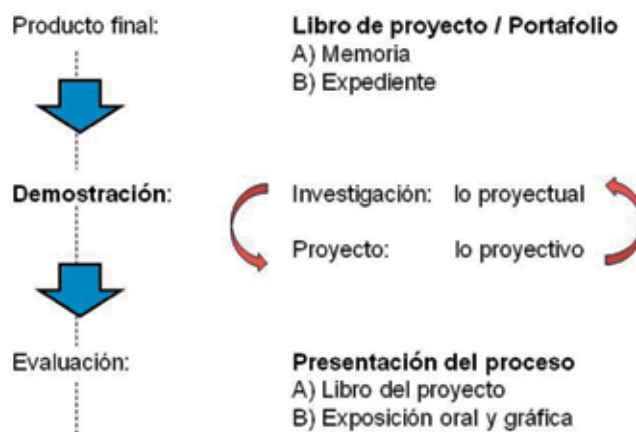 Producto final: Libro de proyecto / Portafolio
A) Memoria
B) Expediente
Demostración: Investigación: lo proyectual
Proyecto: lo proyectivo
Evaluación: Presentación del proceso
A) Libro del proyecto
B) Exposición oral y gráfica